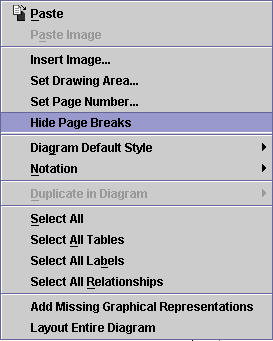 Paste
Paste Image
Insert Image...
Set Drawing Area...
Set Page Number...
Hide Page Breaks
Diagram Default Style
Notation
Duplicate in Diagram
Select All
Select All Tables
Select All Labels
Select All Relationships
Add Missing Graphical Representations
Layout Entire Diagram